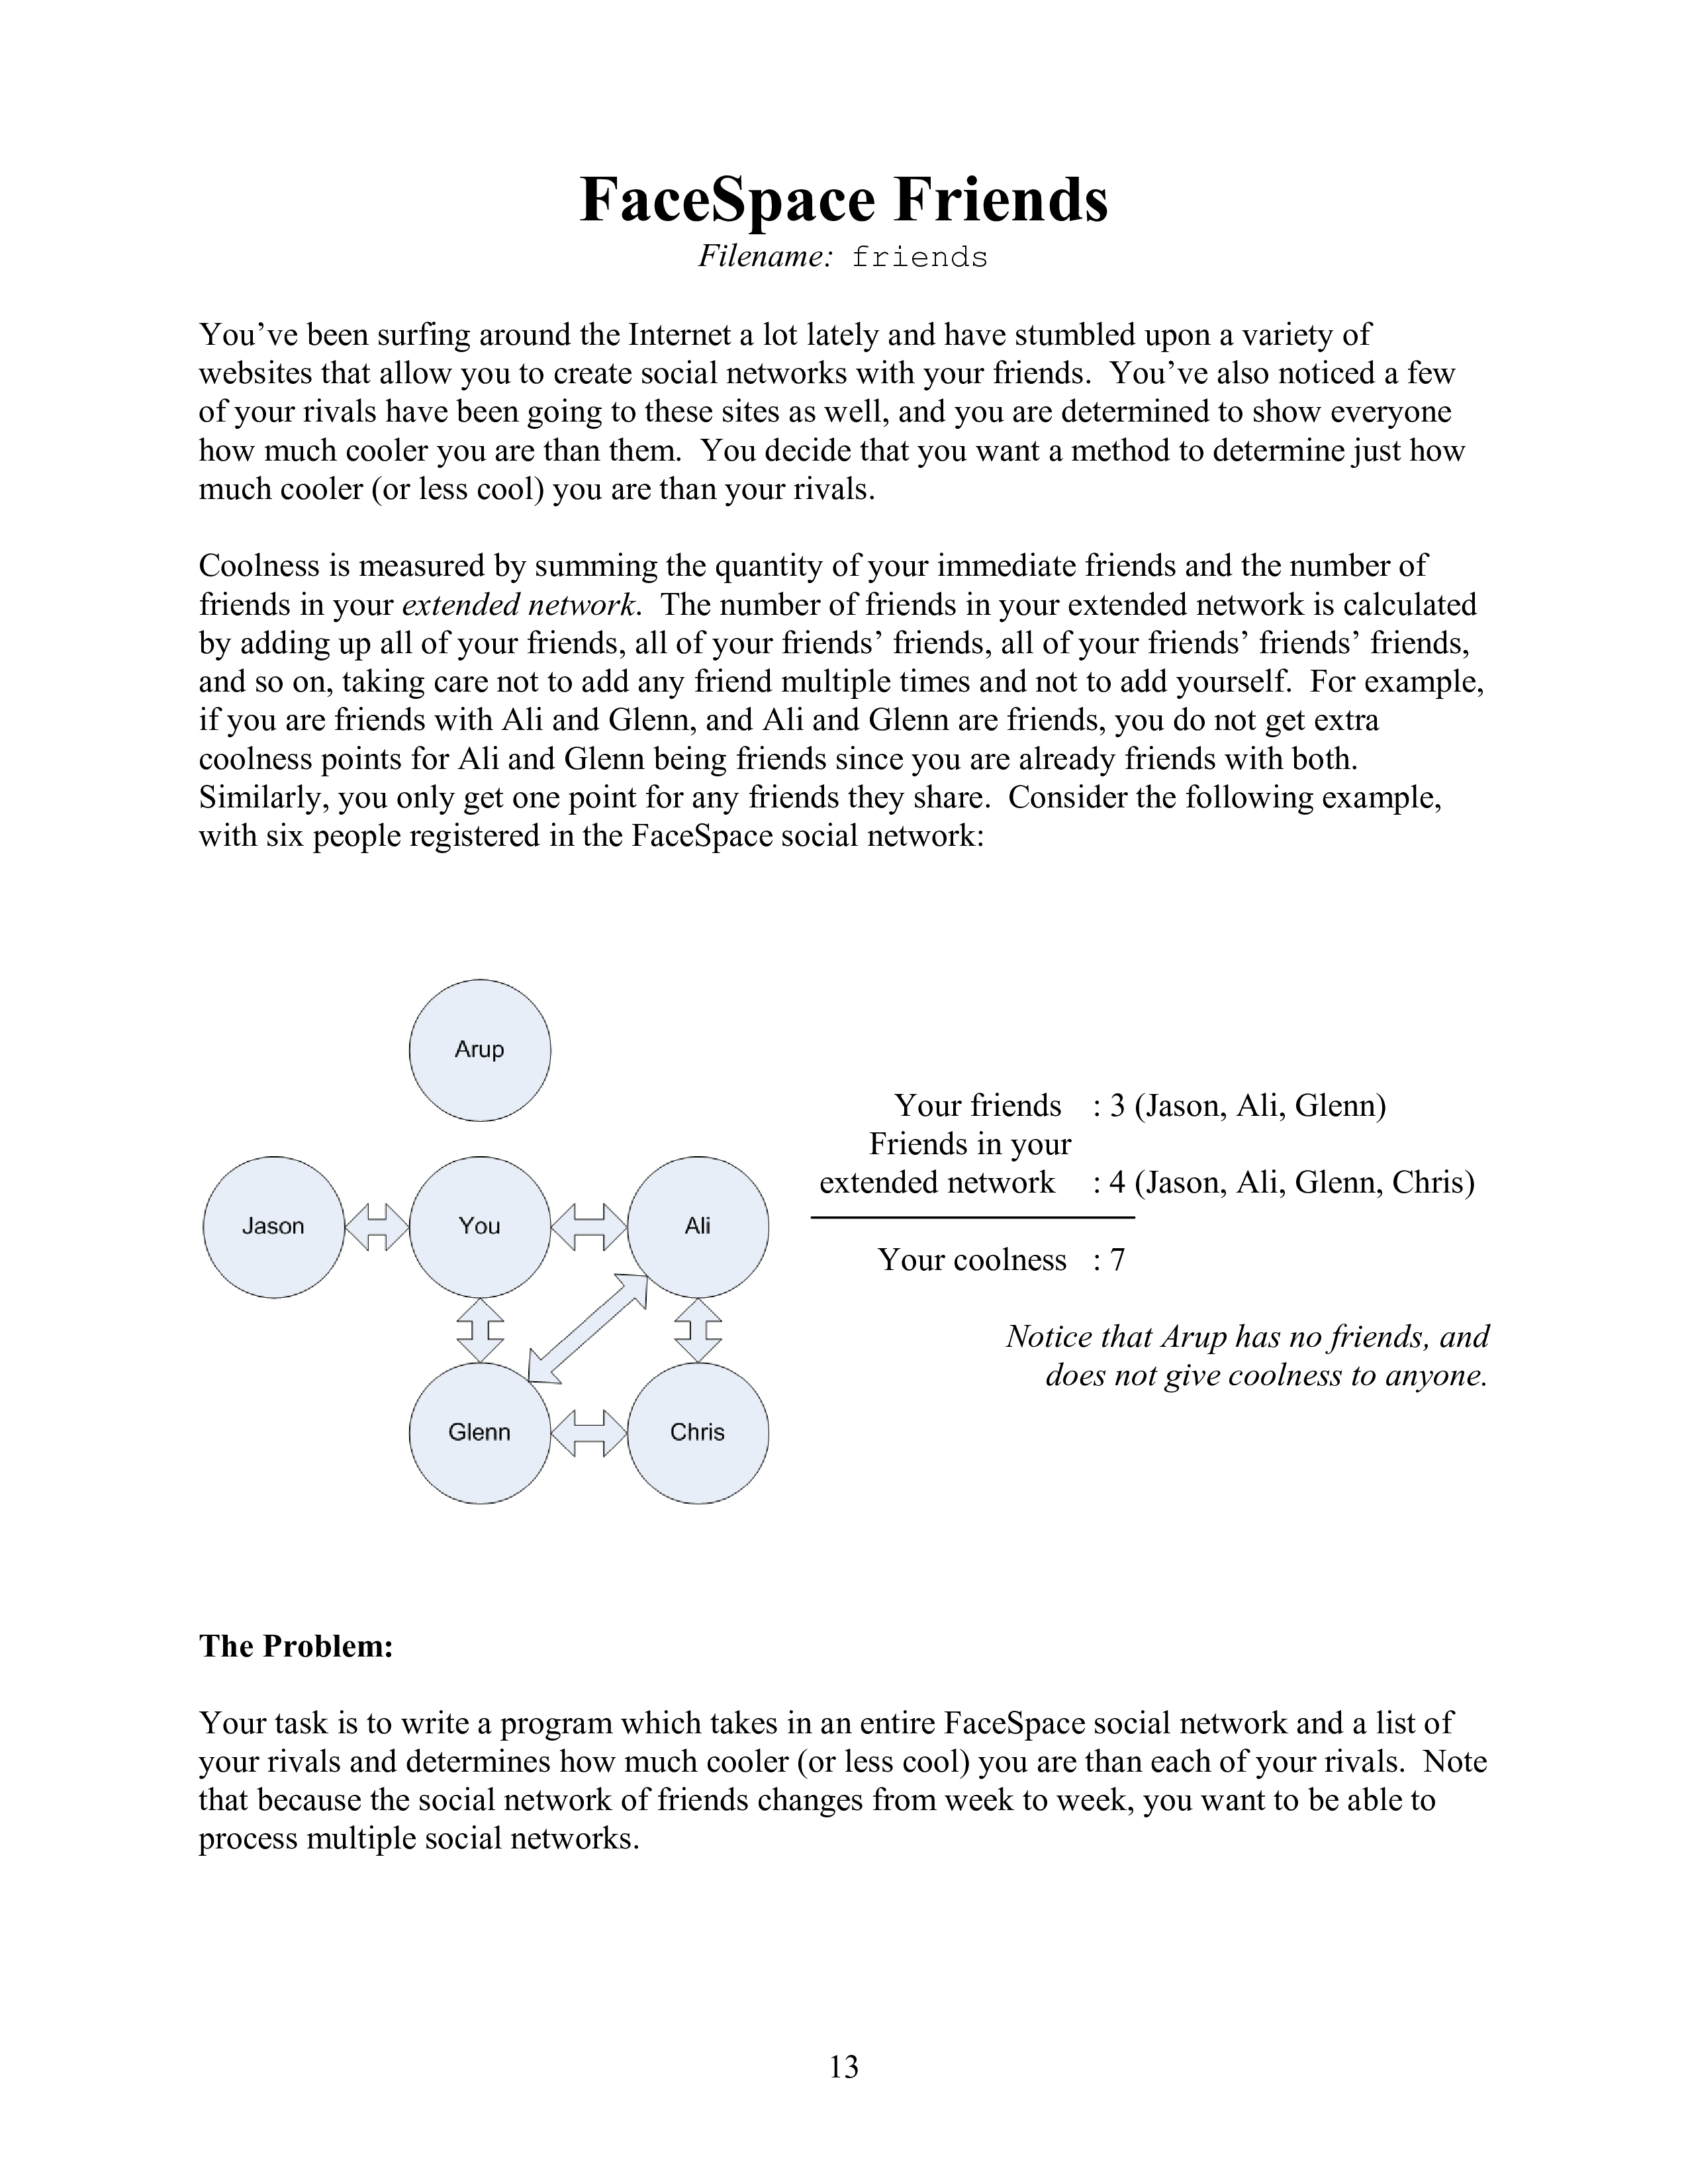 FaceSpace Friends
Filename: friends
You’ve been surfing around the Internet a lot lately and have stumbled upon a variety of
websites that allow you to create social networks with your friends.  You’ve also noticed a few
of your rivals have been going to these sites as well, and you are determined to show everyone
how much cooler you are than them.  You decide that you want a method to determine just how
much cooler (or less cool) you are than your rivals.
Coolness is measured by summing the quantity of your immediate friends and the number of
friends in your extended network.  The number of friends in your extended network is calculated
by adding up all of your friends, all of your friends’ friends, all of your friends’ friends’ friends,
and so on, taking care not to add any friend multiple times and not to add yourself.  For example,
if you are friends with Ali and Glenn, and Ali and Glenn are friends, you do not get extra
coolness points for Ali and Glenn being friends since you are already friends with both.
Similarly, you only get one point for any friends they share.  Consider the following example,
with six people registered in the FaceSpace social network:
Arup
Jason
You
Ali
Glenn
Chris
Your friends : 3 (Jason, Ali, Glenn)
Friends in your
extended network : 4 (Jason, Ali, Glenn, Chris)
Your coolness : 7
Notice that Arup has no friends, and
does not give coolness to anyone.
The Problem:
Your task is to write a program which takes in an entire FaceSpace social network and a list of
your rivals and determines how much cooler (or less cool) you are than each of your rivals.  Note
that because the social network of friends changes from week to week, you want to be able to
process multiple social networks.
13